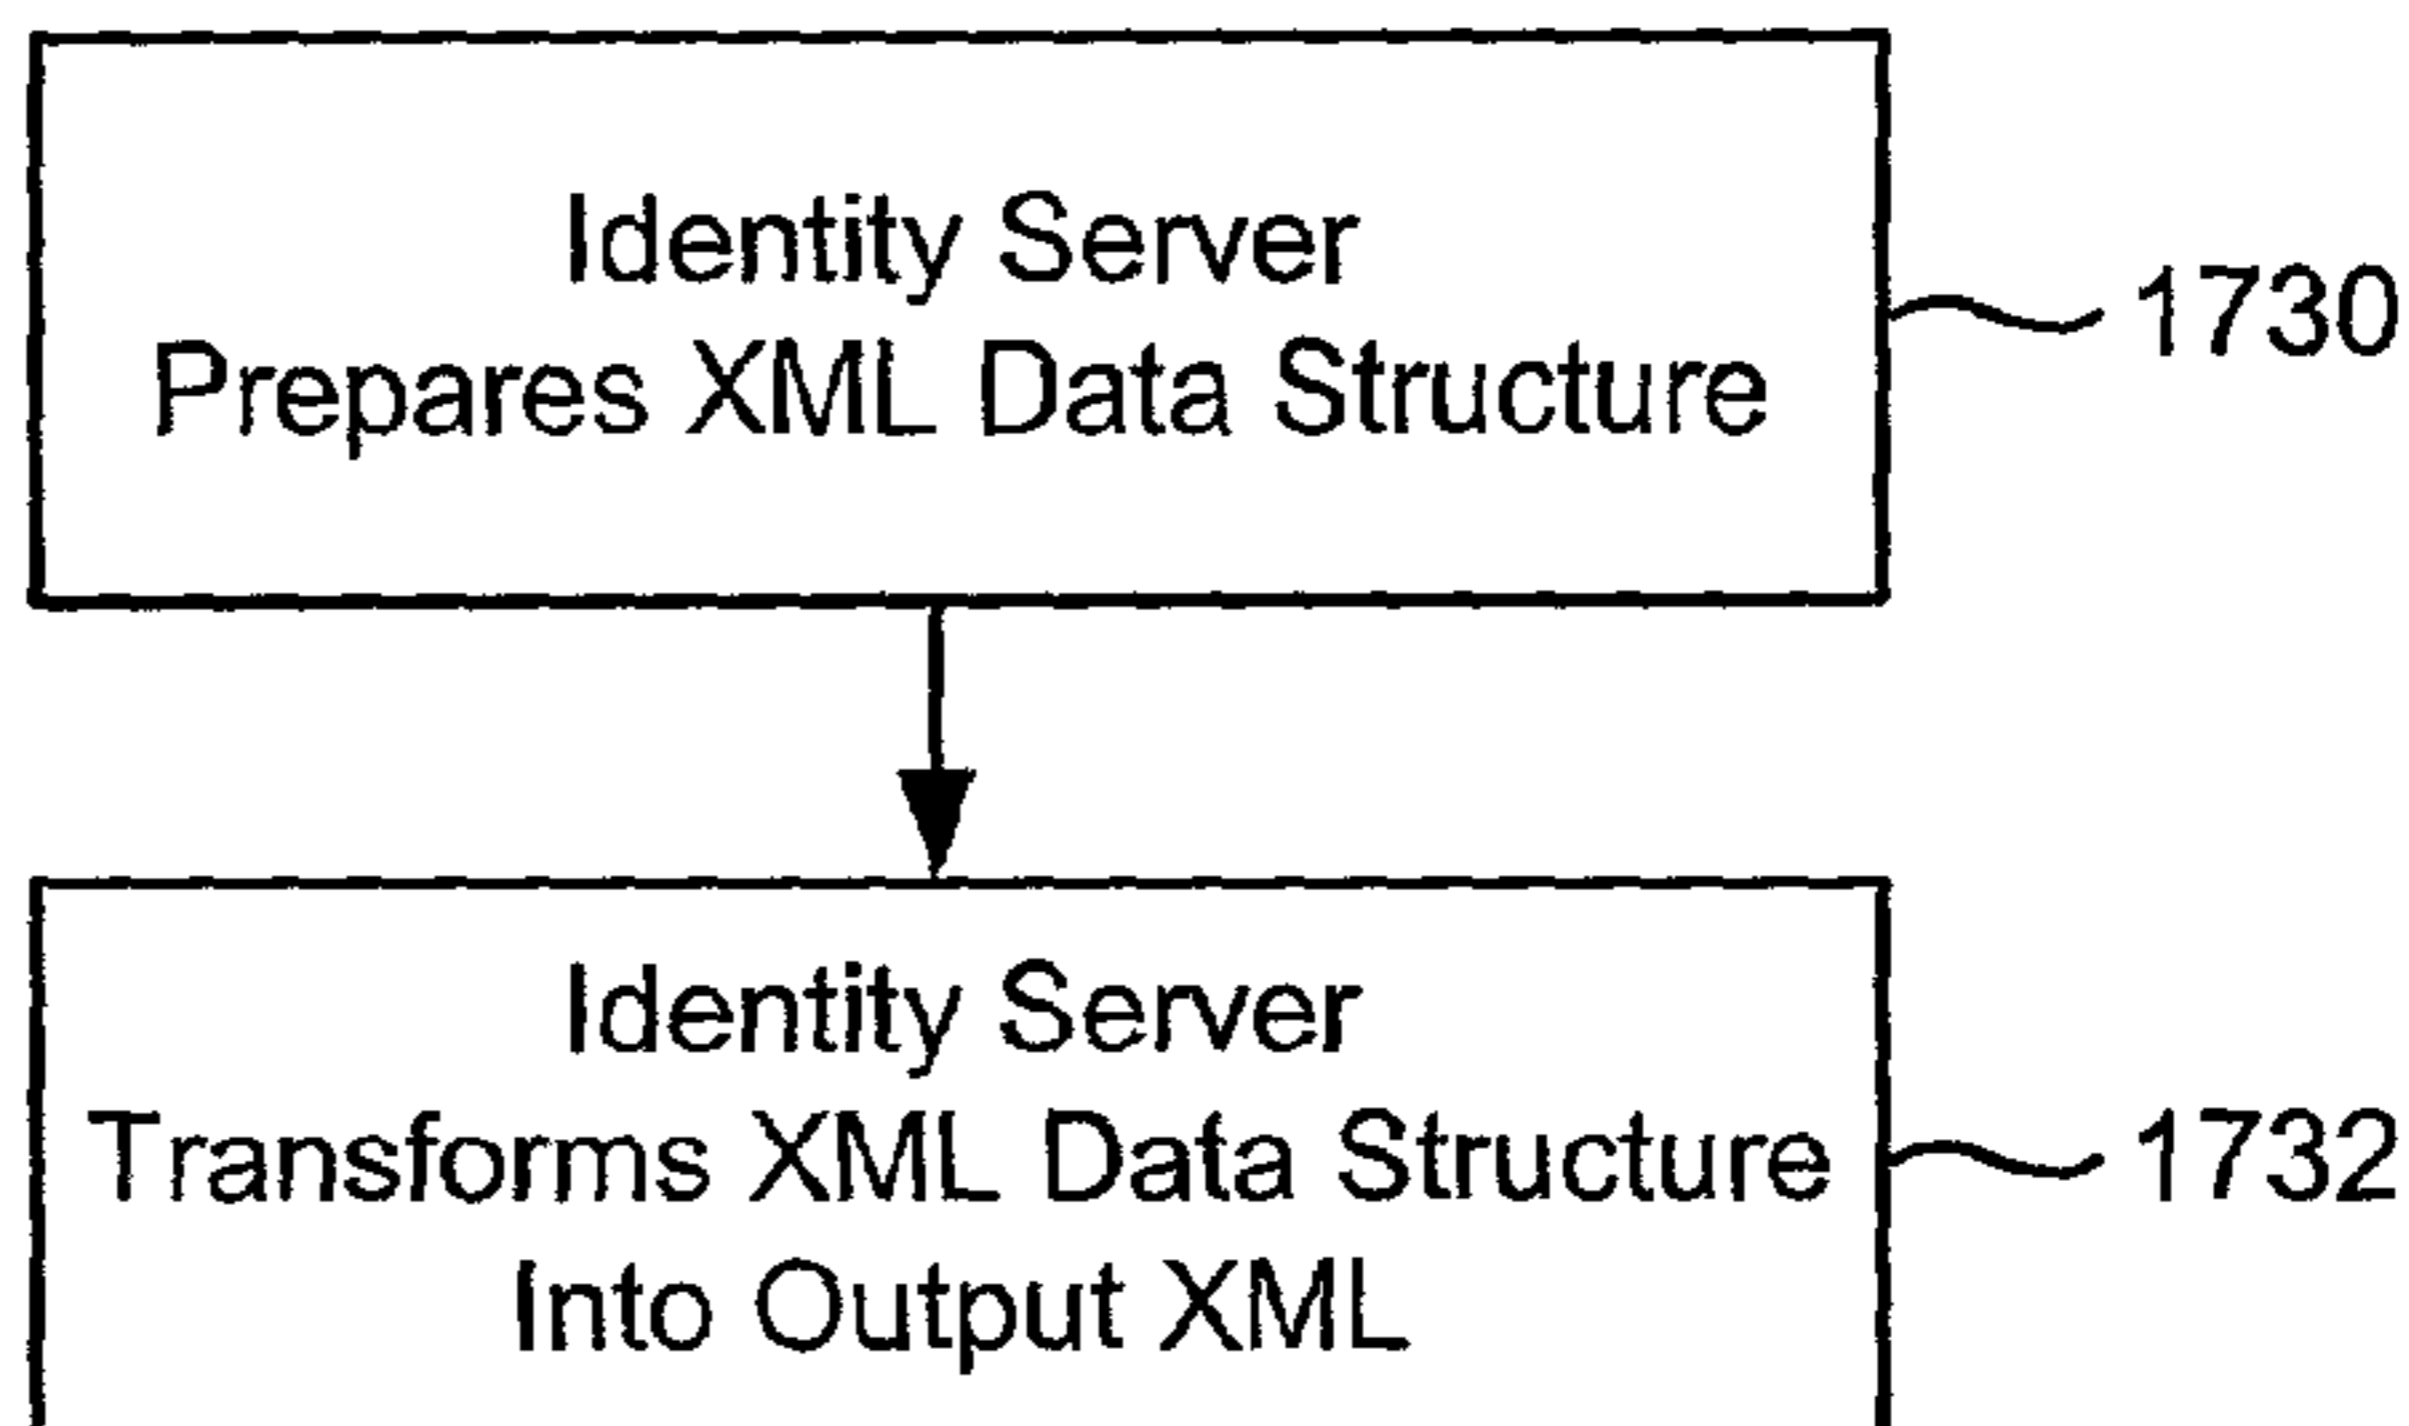 Identity Server
Prepares XML Data Structure
1730
Identity Server
Transforms XML Data Structure
Into Output XML
1732